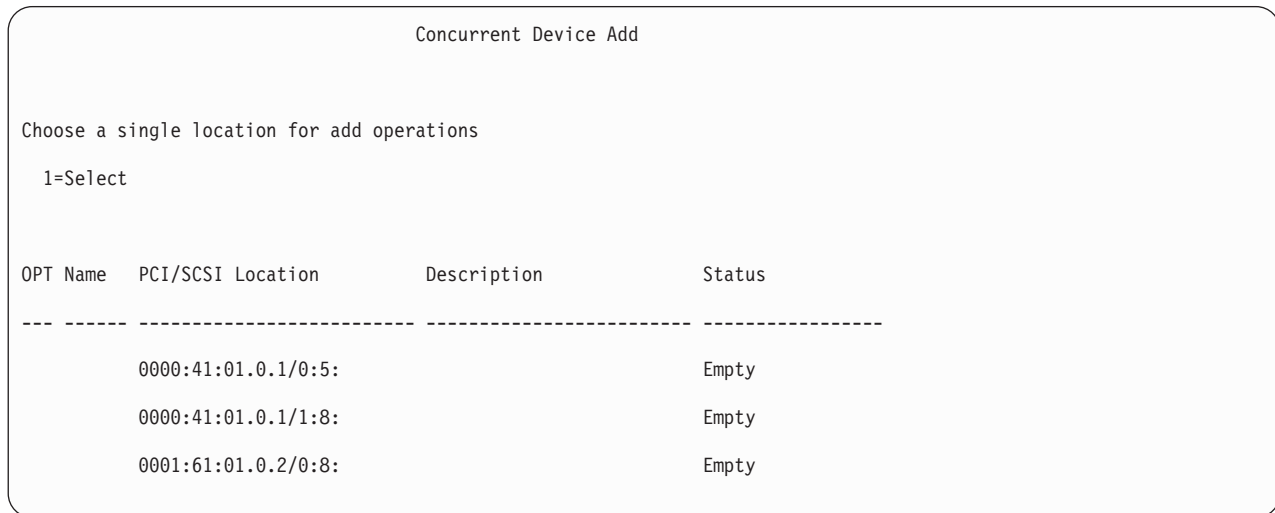 Concurrent Device Add
Choose a single location for add operations
1=Select
OPT Name PCI/SCSI Location Description Status
--- ------ -------------------------- ------------------------- -----------------
0000:41:01.0.1/0:5: Empty
0000:41:01.0.1/1:8: Empty
0001:61:01.0.2/0:8: Empty